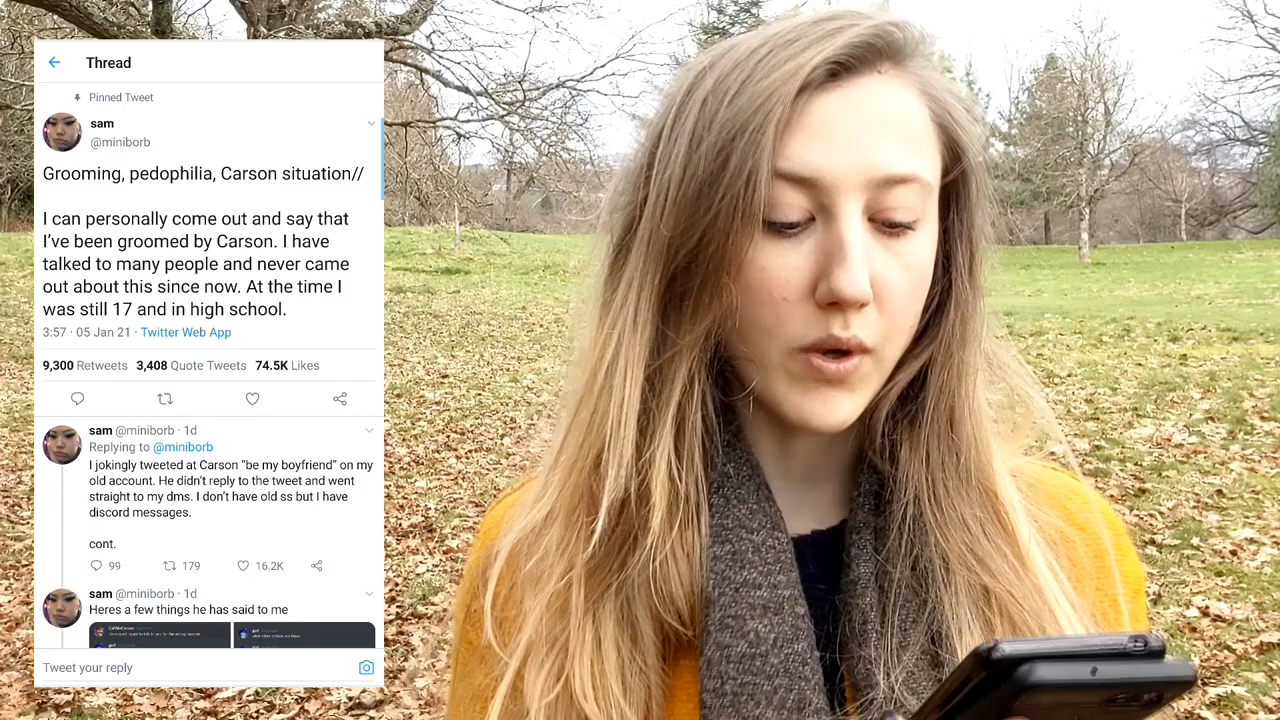 Thread
Pinned Tweet
sam
@miniborb
Grooming, pedophilia, Carson situation//
I can personally come out and say that
I've been groomed by Carson. I have
talked to many people and never came
out about this since now. At the time I
was still 17 and in high school.
3:57 · 05 Jan 21 · Twitter Web App
9,300 Retweets 3,408 Quote Tweets 74.5K Likes
sam @miniborb · 1d
Replying to @miniborb
I jokingly tweeted at Carson "be my boyfriend" on my
old account. He didn't reply to the tweet and went
straight to my dms. I don't have old ss but I have
discord messages.
cont.
99 179 16.2K
sam @miniborb · 1d
Heres a few things he has said to me
Tweet your reply